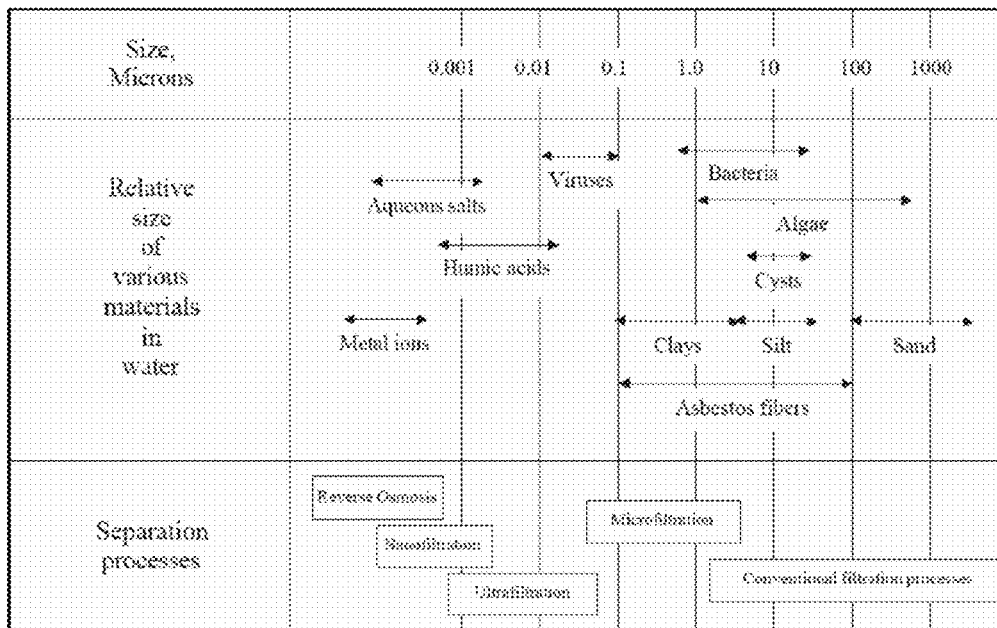 Size,
Microns
0.001 0.01 0.1 1.0 10 100 1000
Relative
size
of
various
materials
in
water
Viruses
Bacteria
Aqueous salts
Algae
Humic acids
Cysts
Metal ions
Clays
Silt
Sand
Asbestos fibers
Separation
processes
Reverse Osmosis
Nanofiltration
Ultrafiltration
Microfiltration
Conventional filtration processes